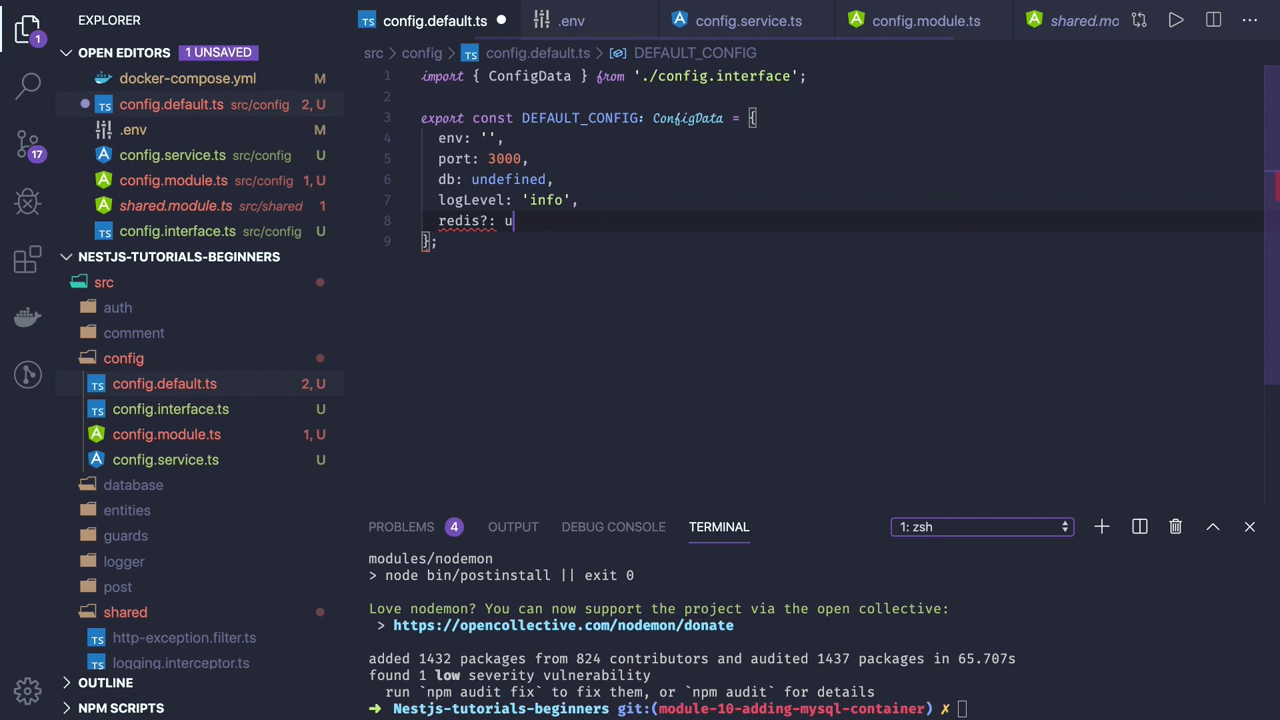 EXPLORER
OPEN EDITORS 1 UNSAVED
docker-compose.yml M
TS config.default.ts src/config 2, U
.env M
config.service.ts src/config U
config.module.ts src/config 1, U
shared.module.ts src/shared 1
config.interface.ts src/config U
NESTJS-TUTORIALS-BEGINNERS
src
auth
comment
config
TS config.default.ts 2, U
TS config.interface.ts U
config.module.ts 1, U
config.service.ts U
database
entities
guards
logger
post
shared
TS http-exception.filter.ts
TS logging.interceptor.ts
OUTLINE
NPM SCRIPTS
1
17
TS config.default.ts
.env
config.service.ts
config.module.ts
shared.mo
src > config > TS config.default.ts > DEFAULT_CONFIG
1 import { ConfigData } from './config.interface';
2
3 export const DEFAULT_CONFIG: ConfigData = {
4 env: '',
5 port: 3000,
6 db: undefined,
7 logLevel: 'info',
8 redis?: u
9 };
PROBLEMS 4 OUTPUT DEBUG CONSOLE TERMINAL 1: zsh
modules/nodemon
> node bin/postinstall || exit 0
Love nodemon? You can now support the project via the open collective:
> https://opencollective.com/nodemon/donate
added 1432 packages from 824 contributors and audited 1437 packages in 65.707s
found 1 low severity vulnerability
run `npm audit fix` to fix them, or `npm audit` for details
➜ Nestjs-tutorials-beginners git:(module-10-adding-mysql-container) ✗